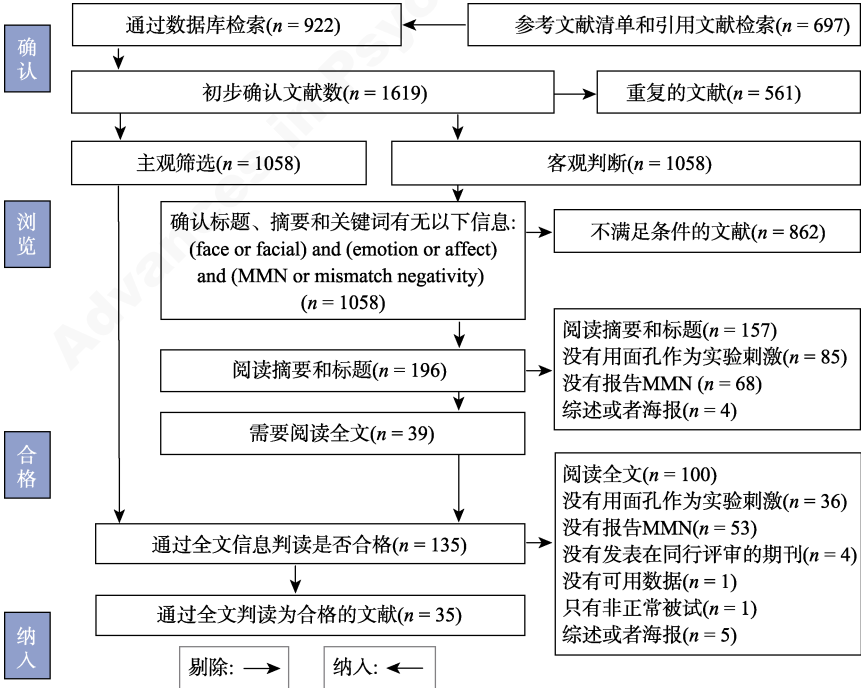 通过数据库检索(n = 922)
参考文献清单和引用文献检索(n = 697)
确认
初步确认文献数(n = 1619)
重复的文献(n = 561)
主观筛选(n = 1058)
客观判断(n = 1058)
浏览
确认标题、摘要和关键词有无以下信息:
(face or facial) and (emotion or affect)
and (MMN or mismatch negativity)
(n = 1058)
不满足条件的文献(n = 862)
阅读摘要和标题(n = 196)
阅读摘要和标题(n = 157)
没有用面孔作为实验刺激(n = 85)
没有报告MMN (n = 68)
综述或者海报(n = 4)
需要阅读全文(n = 39)
合格
阅读全文(n = 100)
没有用面孔作为实验刺激(n = 36)
没有报告MMN(n = 53)
没有发表在同行评审的期刊(n = 4)
没有可用数据(n = 1)
只有非正常被试(n = 1)
综述或者海报(n = 5)
通过全文信息判读是否合格(n = 135)
通过全文判读为合格的文献(n = 35)
纳入
剔除:
纳入:
Advances in Psyc